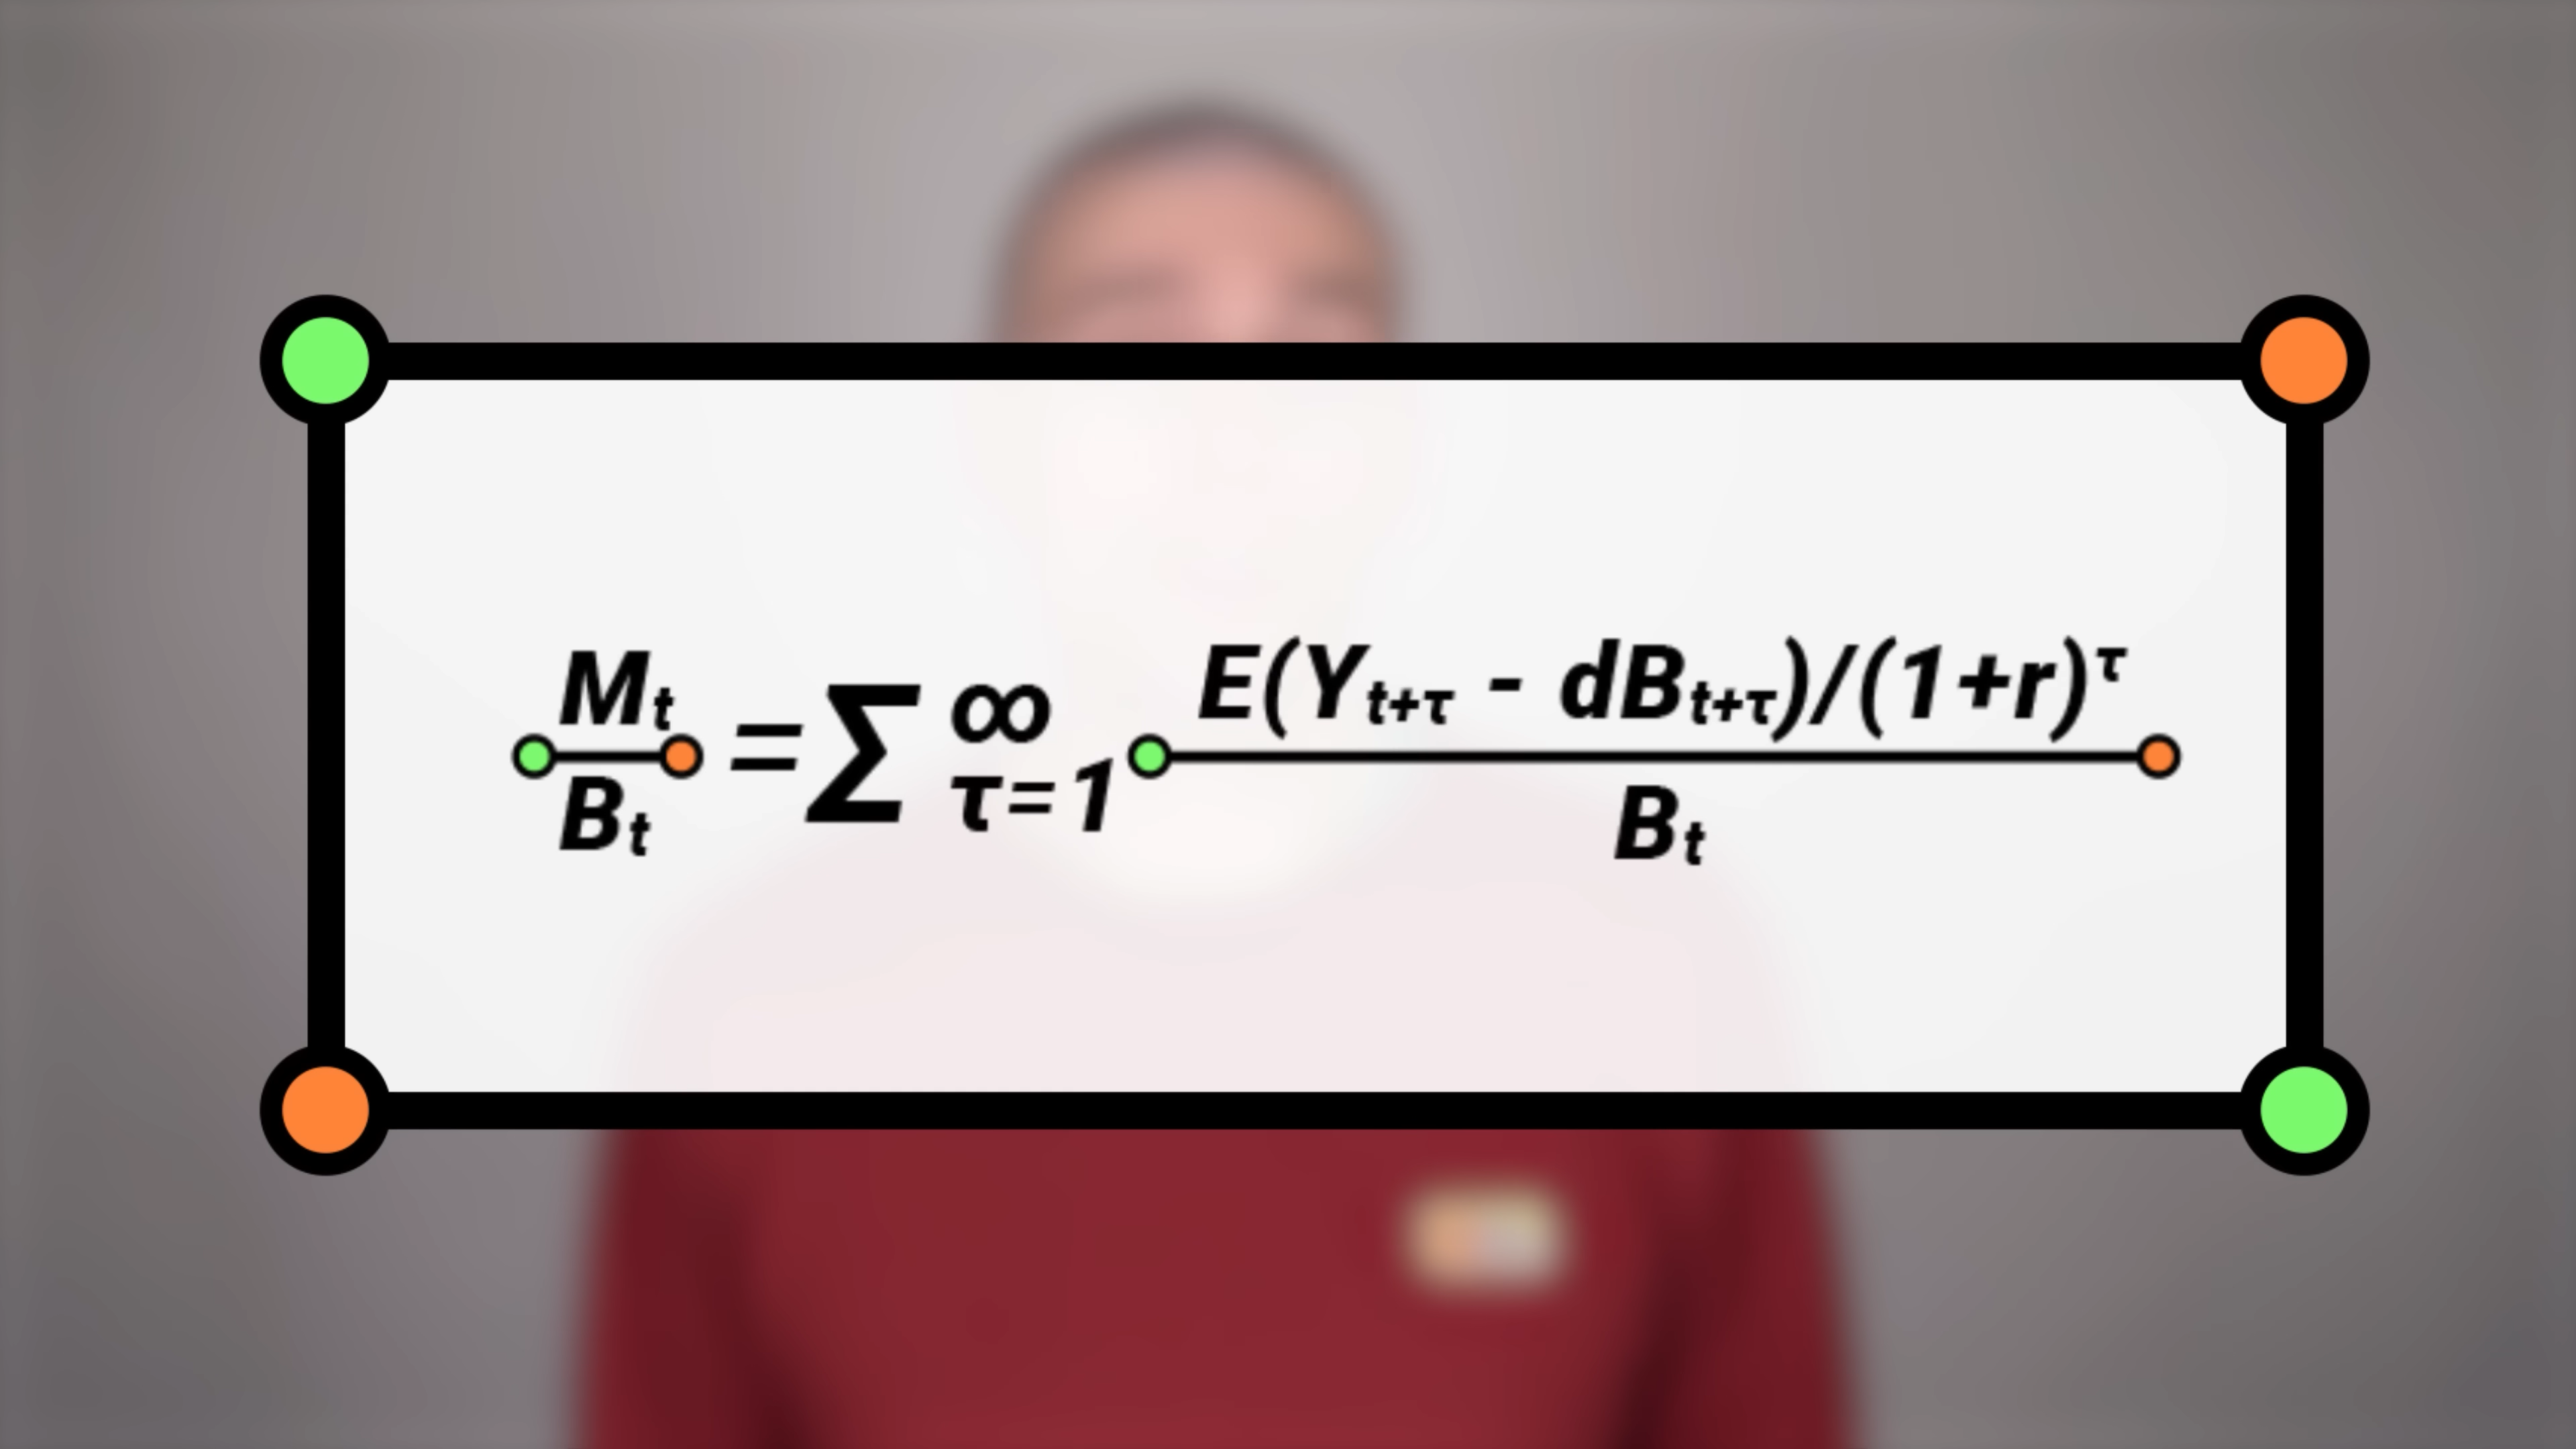 Mt/Bt = Σ ∞ τ=1 E(Yt+τ - dBt+τ)/(1+r)^τ / Bt